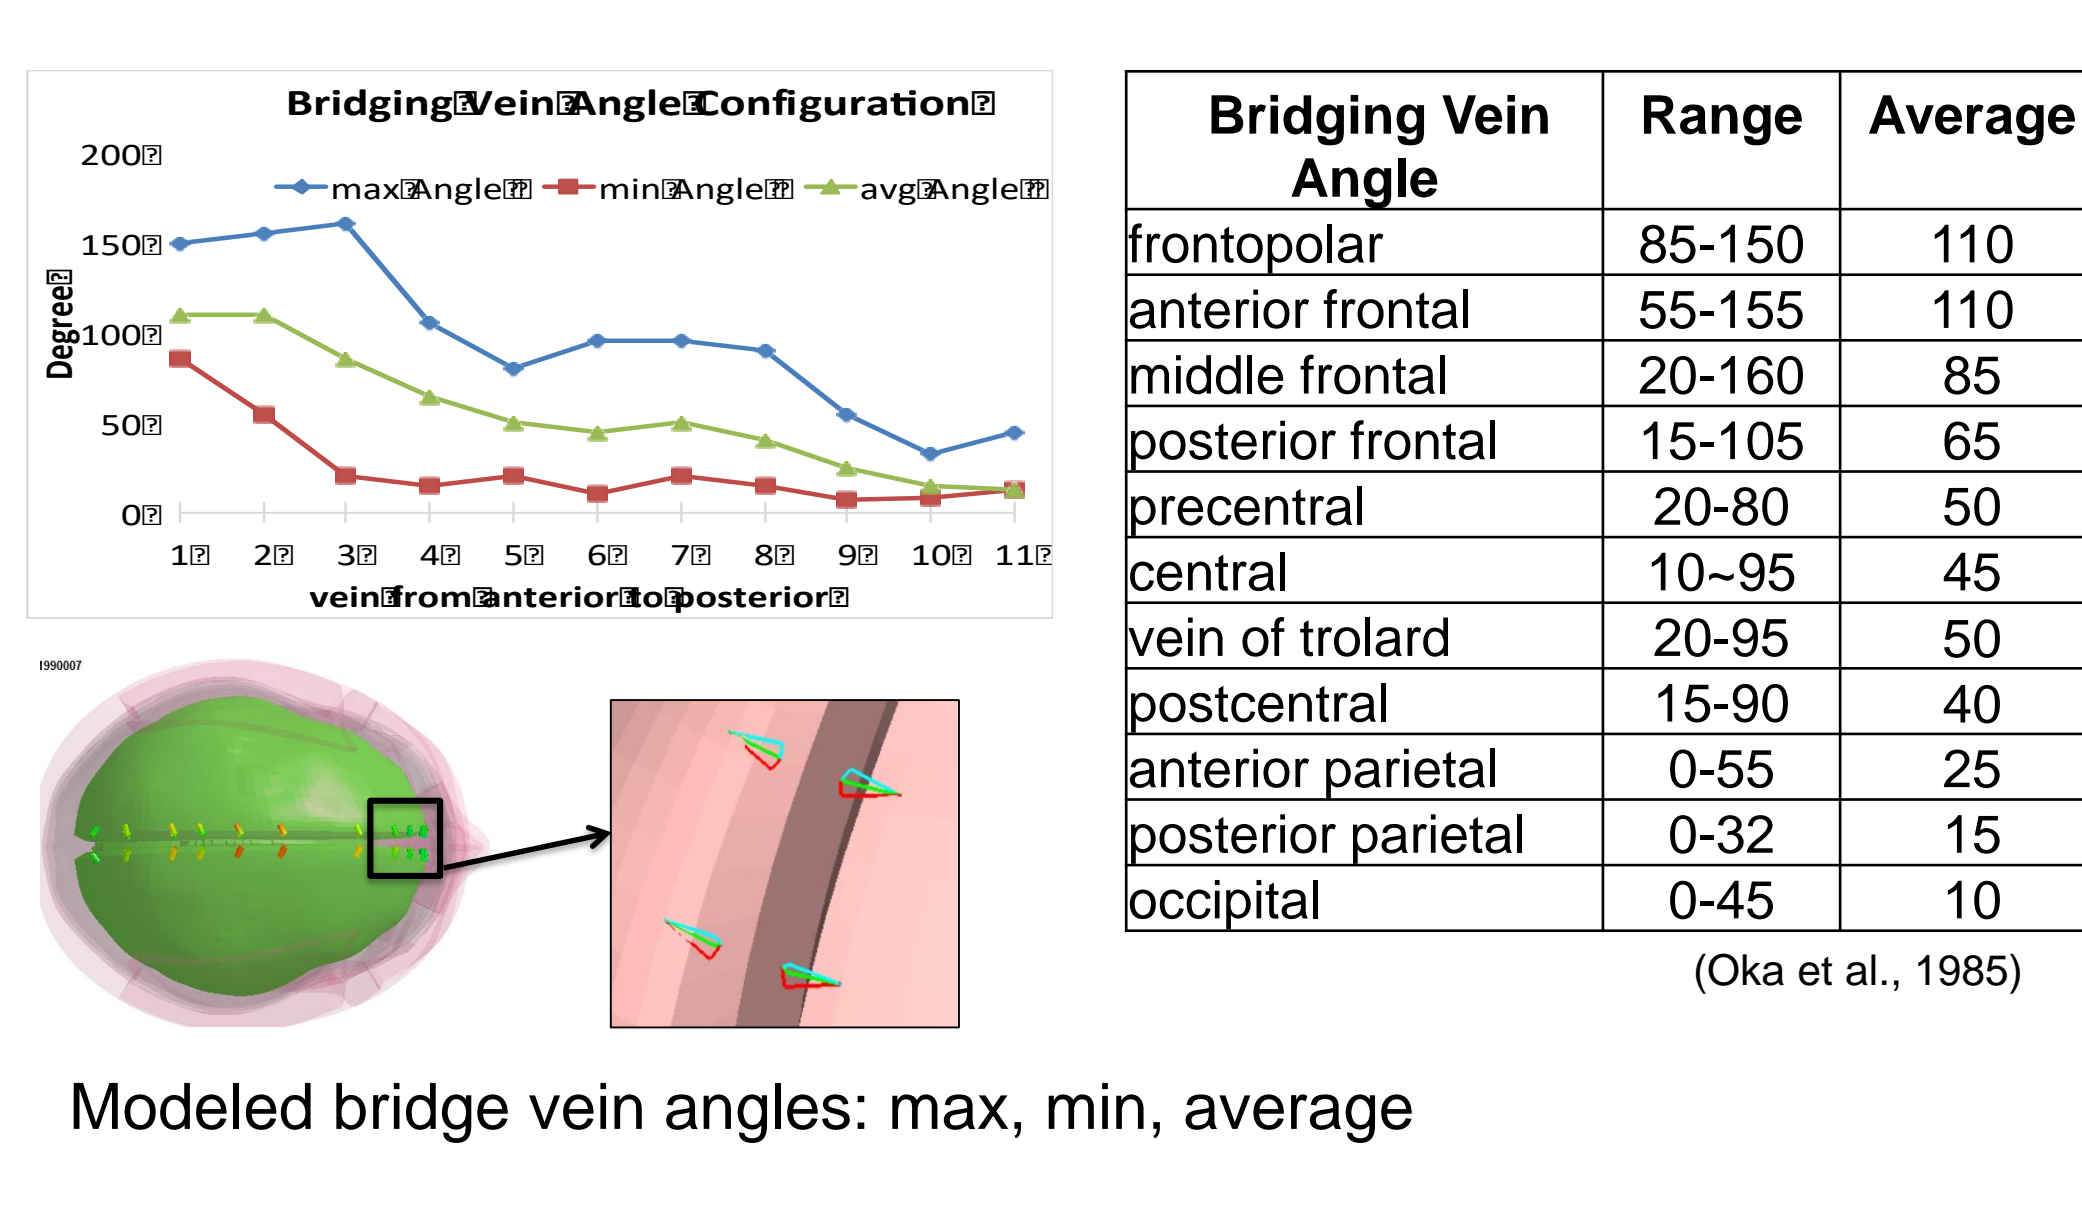 Bridging Vein Angle Configuration
200
max Angle min Angle avg Angle
150
100
50
0
Degree
1 2 3 4 5 6 7 8 9 10 11
vein from anterior to posterior
1990007
Bridging Vein Angle Range Average
frontopolar 85-150 110
anterior frontal 55-155 110
middle frontal 20-160 85
posterior frontal 15-105 65
precentral 20-80 50
central 10~95 45
vein of trolard 20-95 50
postcentral 15-90 40
anterior parietal 0-55 25
posterior parietal 0-32 15
occipital 0-45 10
(Oka et al., 1985)
Modeled bridge vein angles: max, min, average